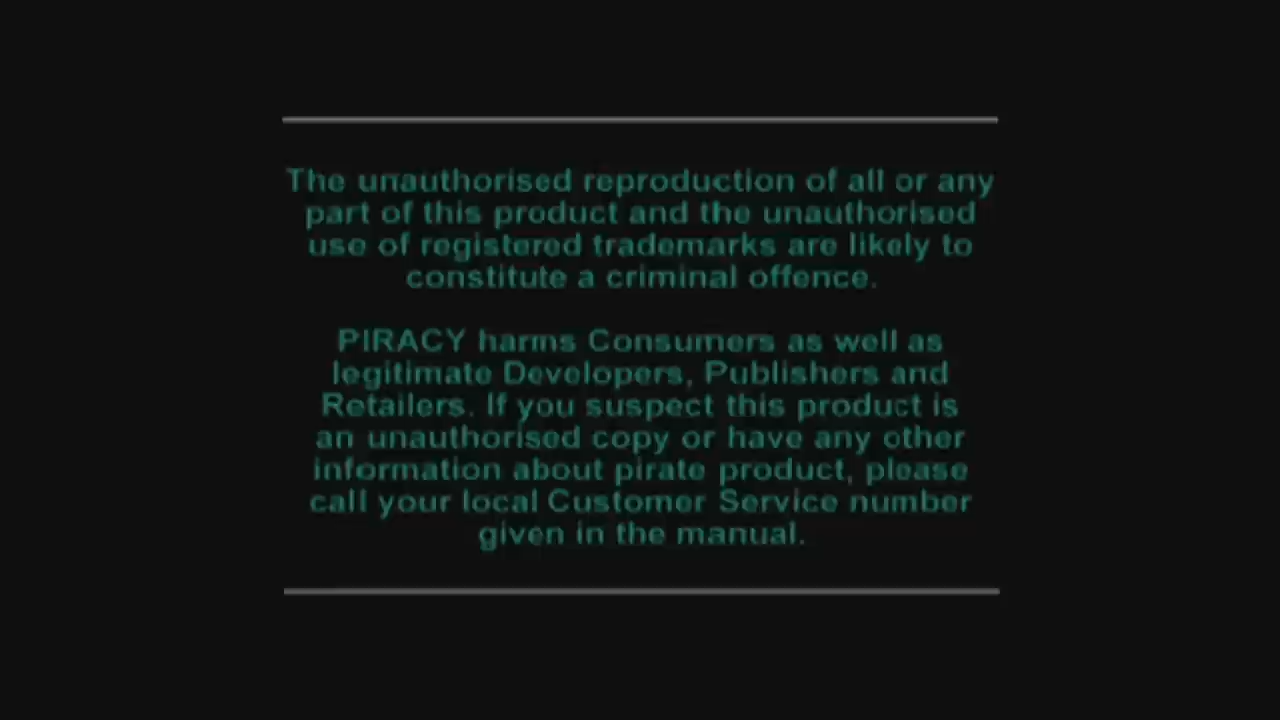 The unauthorised reproduction of all or any
part of this product and the unauthorised
use of registered trademarks are likely to
constitute a criminal offence.
PIRACY harms Consumers as well as
legitimate Developers, Publishers and
Retailers. If you suspect this product is
an unauthorised copy or have any other
information about pirate product, please
call your local Customer Service number
given in the manual.